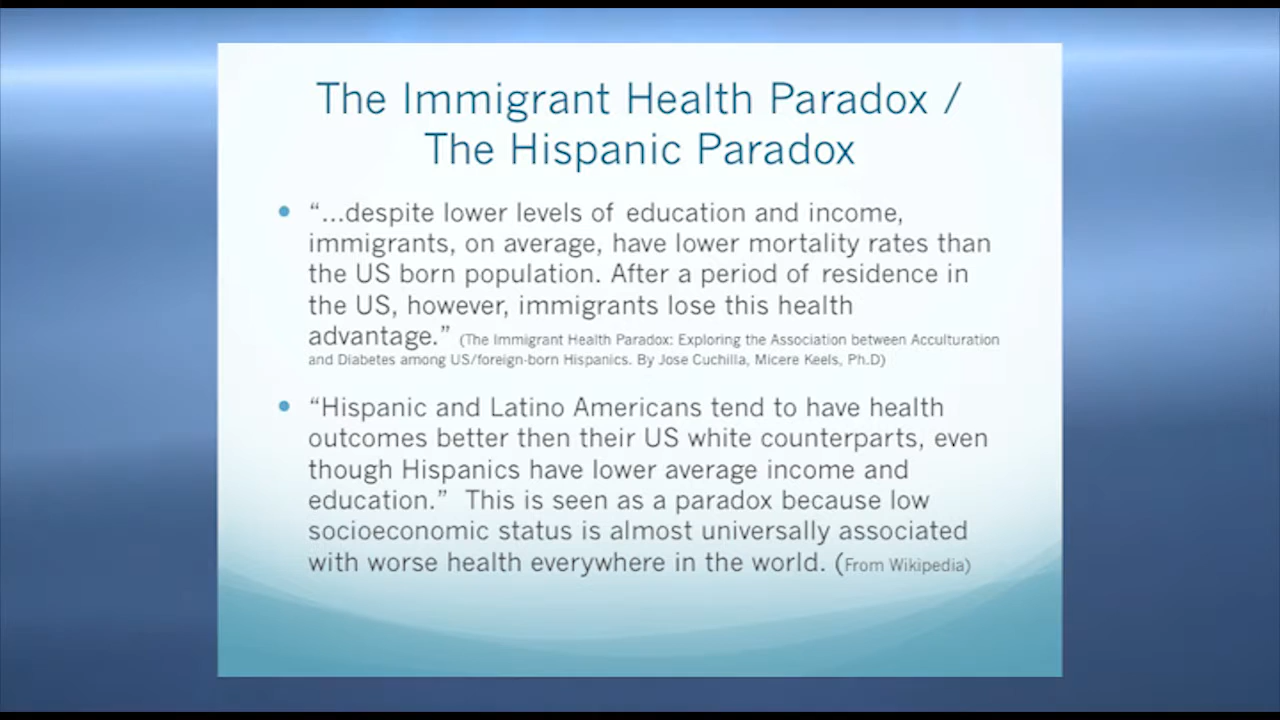 The Immigrant Health Paradox /
The Hispanic Paradox
• “...despite lower levels of education and income,
immigrants, on average, have lower mortality rates than
the US born population. After a period of residence in
the US, however, immigrants lose this health
advantage.” (The Immigrant Health Paradox: Exploring the Association between Acculturation
and Diabetes among US/foreign-born Hispanics. By Jose Cuchilla, Micere Keels, Ph.D)
• “Hispanic and Latino Americans tend to have health
outcomes better then their US white counterparts, even
though Hispanics have lower average income and
education.” This is seen as a paradox because low
socioeconomic status is almost universally associated
with worse health everywhere in the world. (From Wikipedia)